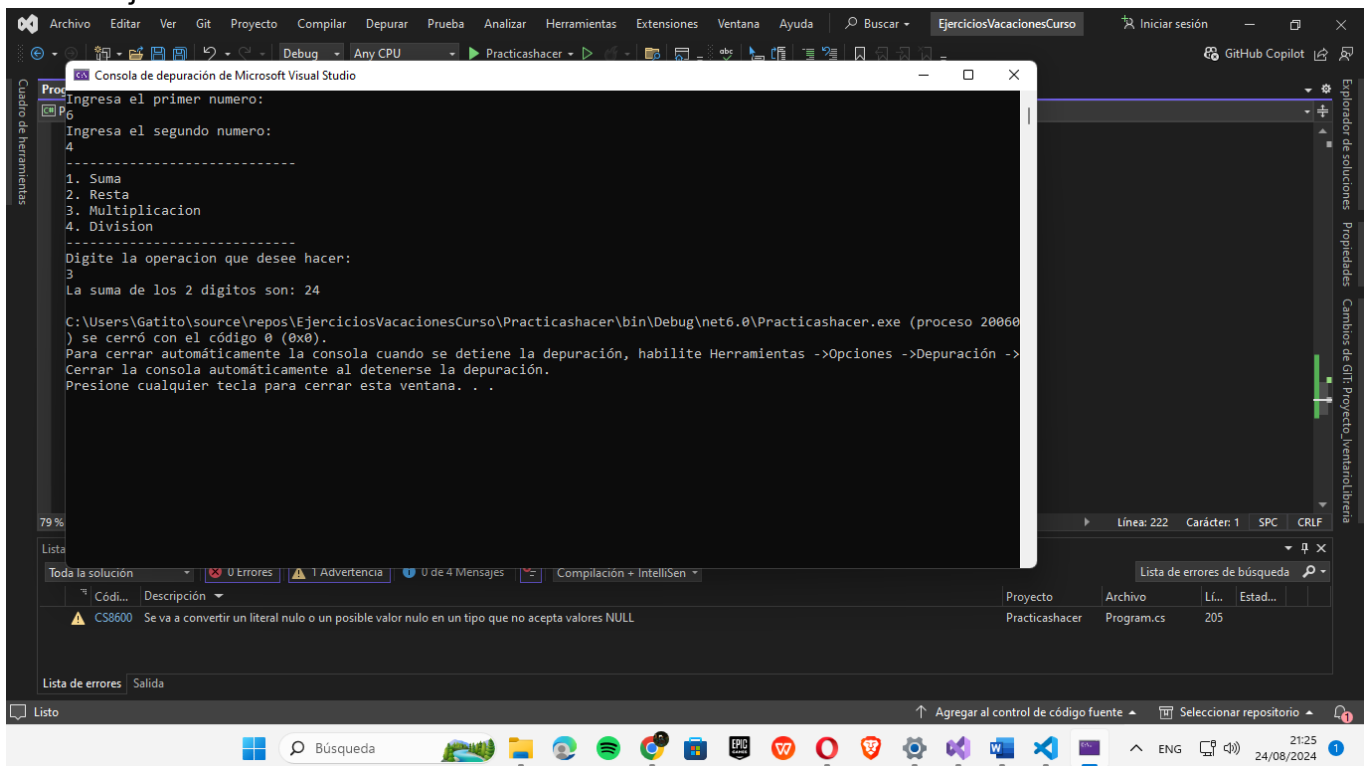 Archivo Editar Ver Git Proyecto Compilar Depurar Prueba Analizar Herramientas Extensiones Ventana Ayuda Buscar EjerciciosVacacionesCurso Iniciar sesión
Debug Any CPU Practicashacer GitHub Copilot
Consola de depuración de Microsoft Visual Studio
Cuadro de herramientas
Prog
Ingresa el primer numero:
6
Ingresa el segundo numero:
4
-----------------------------
1. Suma
2. Resta
3. Multiplicacion
4. Division
-----------------------------
Digite la operacion que desee hacer:
3
La suma de los 2 digitos son: 24
C:\Users\Gatito\source\repos\EjerciciosVacacionesCurso\Practicashacer\bin\Debug\net6.0\Practicashacer.exe (proceso 20060
) se cerró con el código 0 (0x0).
Para cerrar automáticamente la consola cuando se detiene la depuración, habilite Herramientas ->Opciones ->Depuración ->
Cerrar la consola automáticamente al detenerse la depuración.
Presione cualquier tecla para cerrar esta ventana. . .
Explorador de soluciones
Propiedades
Cambios de GIT: Proyecto_IventarioLibreria
79 % Línea: 222 Carácter: 1 SPC CRLF
Lista
Toda la solución 0 Errores 1 Advertencia 0 de 4 Mensajes Compilación + IntelliSen Lista de errores de búsqueda
Códi... Descripción Proyecto Archivo Lí... Estad...
CS8600 Se va a convertir un literal nulo o un posible valor nulo en un tipo que no acepta valores NULL Practicashacer Program.cs 205
Lista de errores Salida
Listo Agregar al control de código fuente Seleccionar repositorio 1
Búsqueda EPIC GAMES ENG 21:25
24/08/2024 1